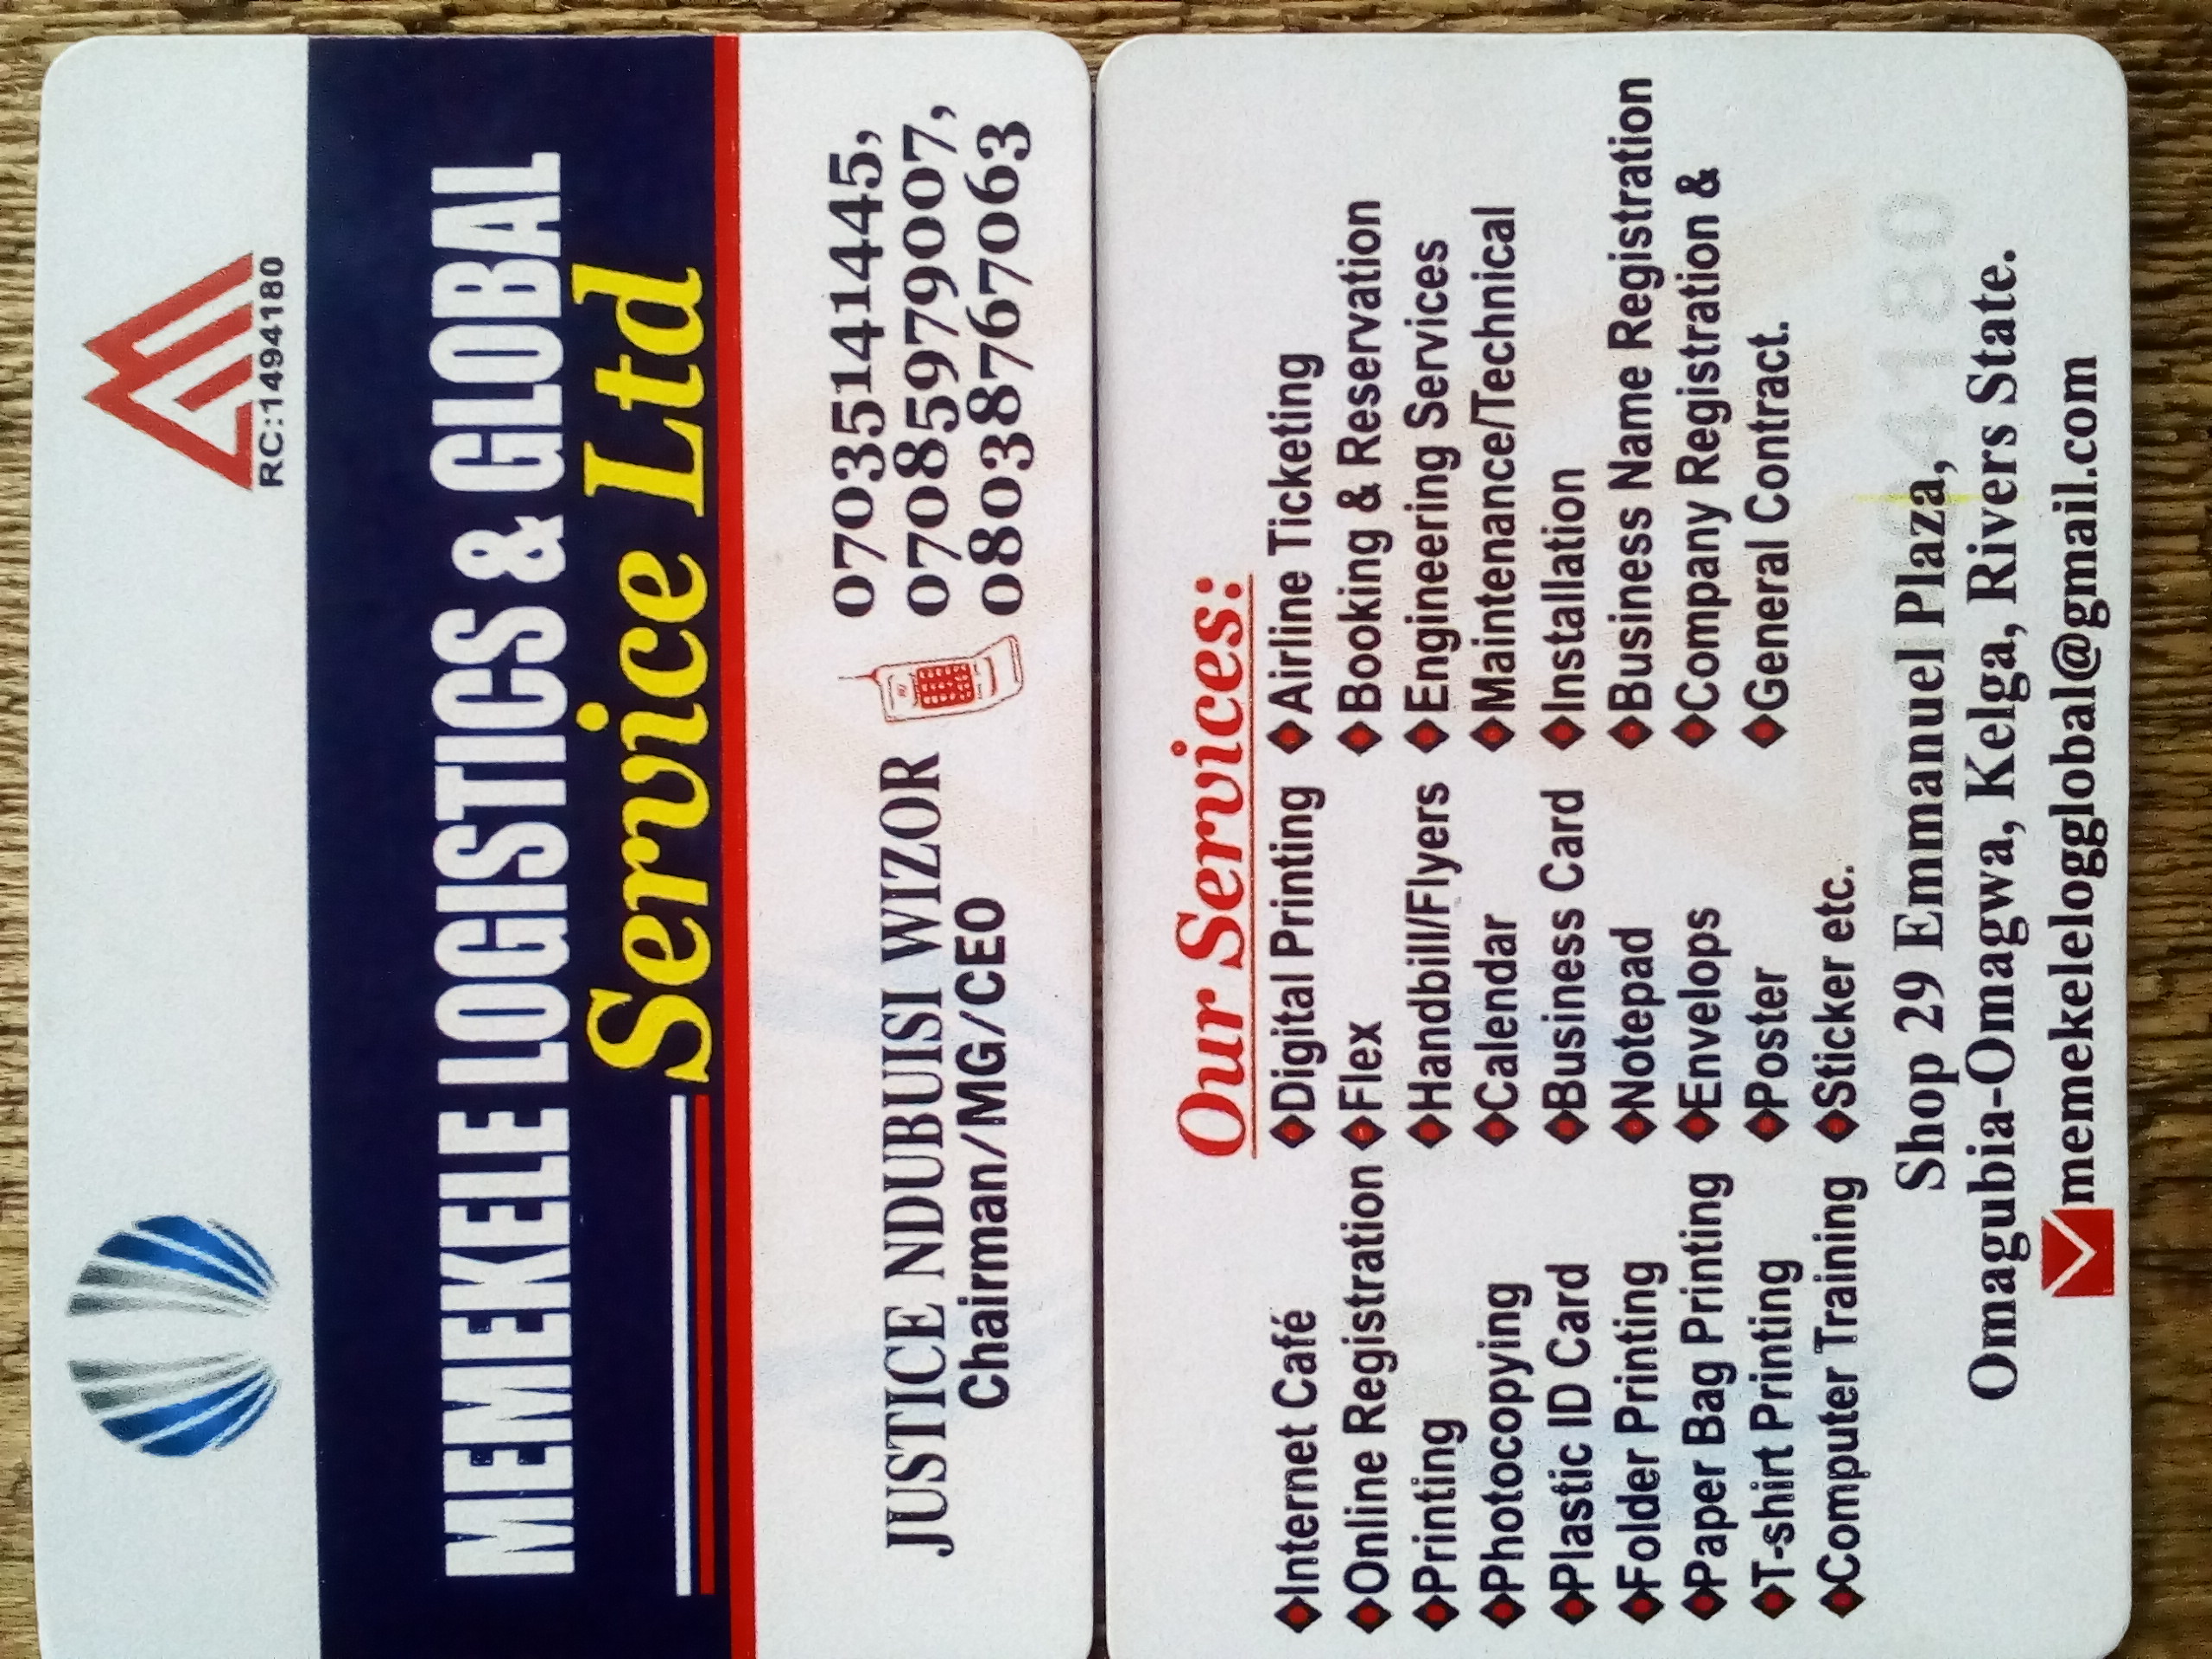 RC:1494180
MEMEKELE LOGISTICS & GLOBAL
Service Ltd
JUSTICE NDUBUISI WIZOR
Chairman/MG/CEO
07035141445,
07085979007,
08038767063
Our Services:
Internet Café
Online Registration
Printing
Photocopying
Plastic ID Card
Folder Printing
Paper Bag Printing
T-shirt Printing
Computer Training
Digital Printing
Flex
Handbill/Flyers
Calendar
Business Card
Notepad
Envelops
Poster
Sticker etc.
Airline Ticketing
Booking & Reservation
Engineering Services
Maintenance/Technical
Installation
Business Name Registration
Company Registration &
General Contract.
Shop 29 Emmanuel Plaza,
Omagubia-Omagwa, Kelga, Rivers State.
memekeleloggglobal@gmail.com